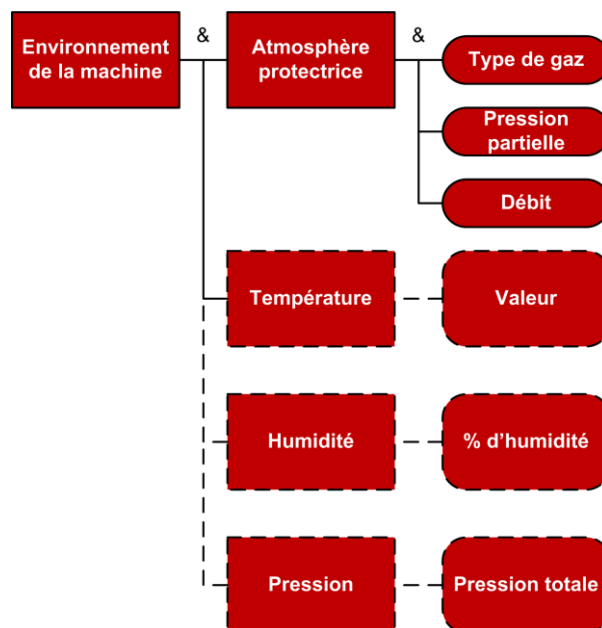 Environnement
de la machine
&
Atmosphère
protectrice
&
Type de gaz
Pression
partielle
Débit
Température
Valeur
Humidité
% d'humidité
Pression
Pression totale